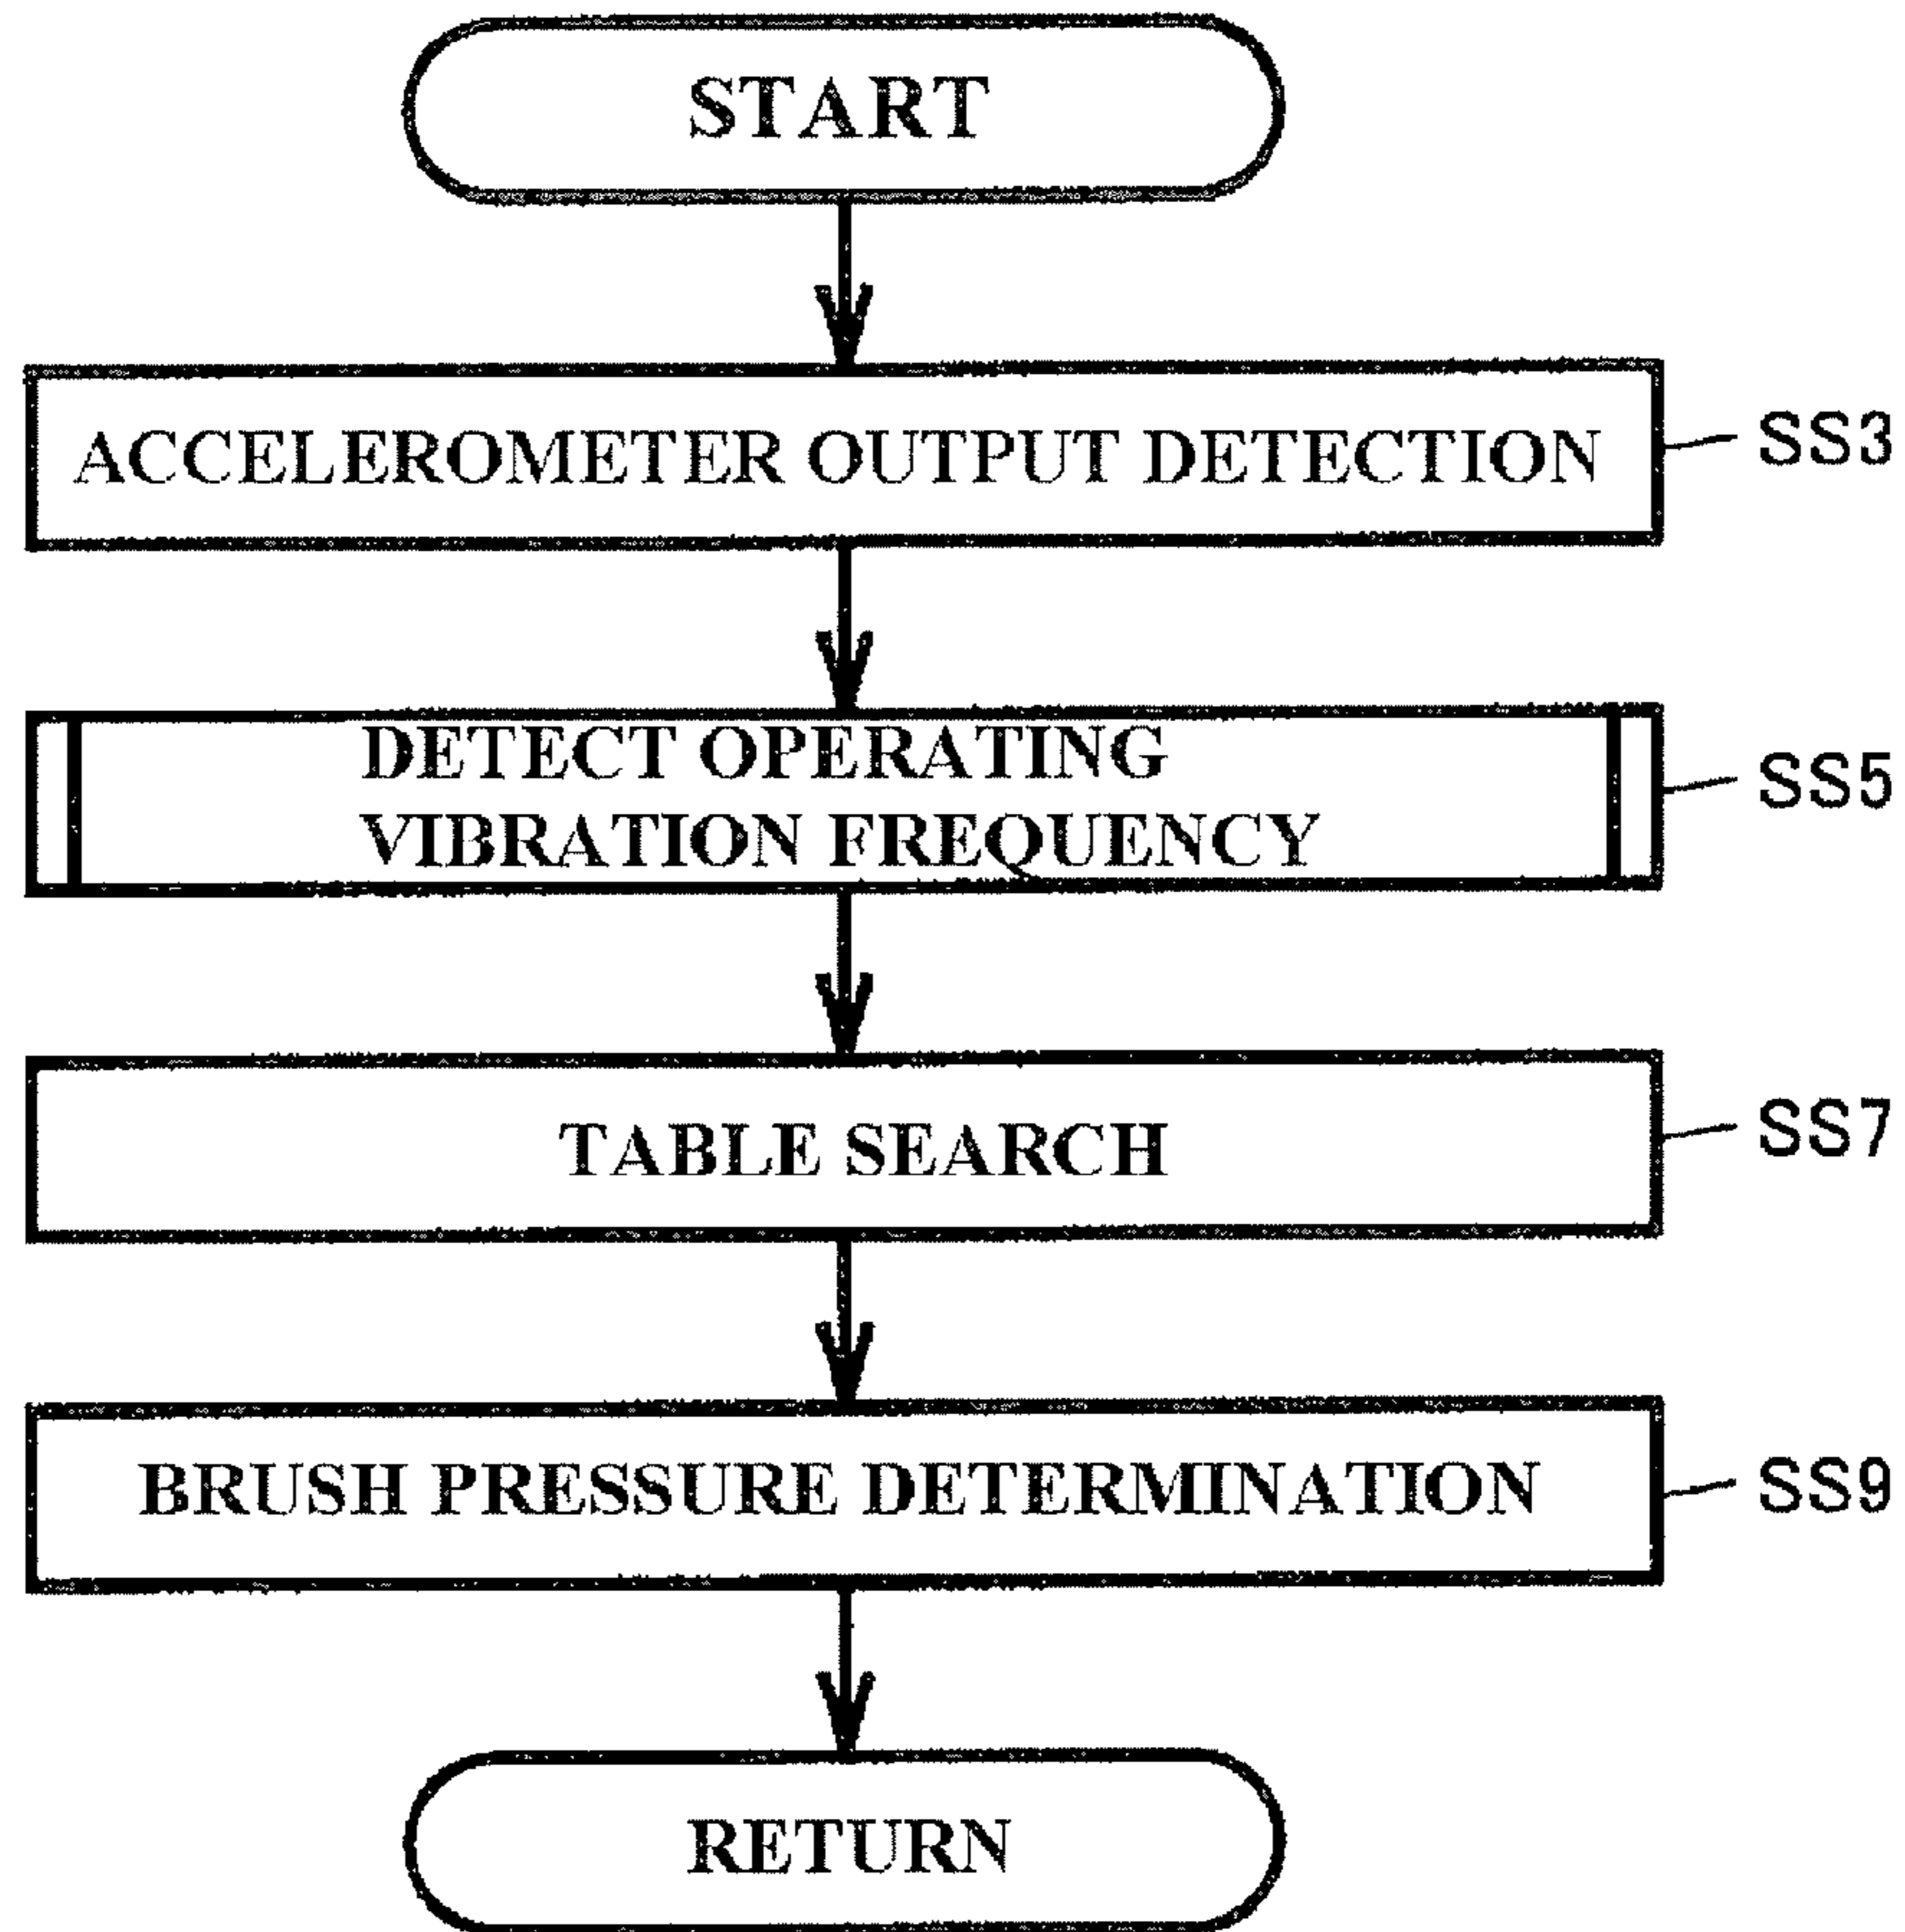 START
ACCELEROMETER OUTPUT DETECTION
SS3
DETECT OPERATING
VIBRATION FREQUENCY
SS5
TABLE SEARCH
SS7
BRUSH PRESSURE DETERMINATION
SS9
RETURN